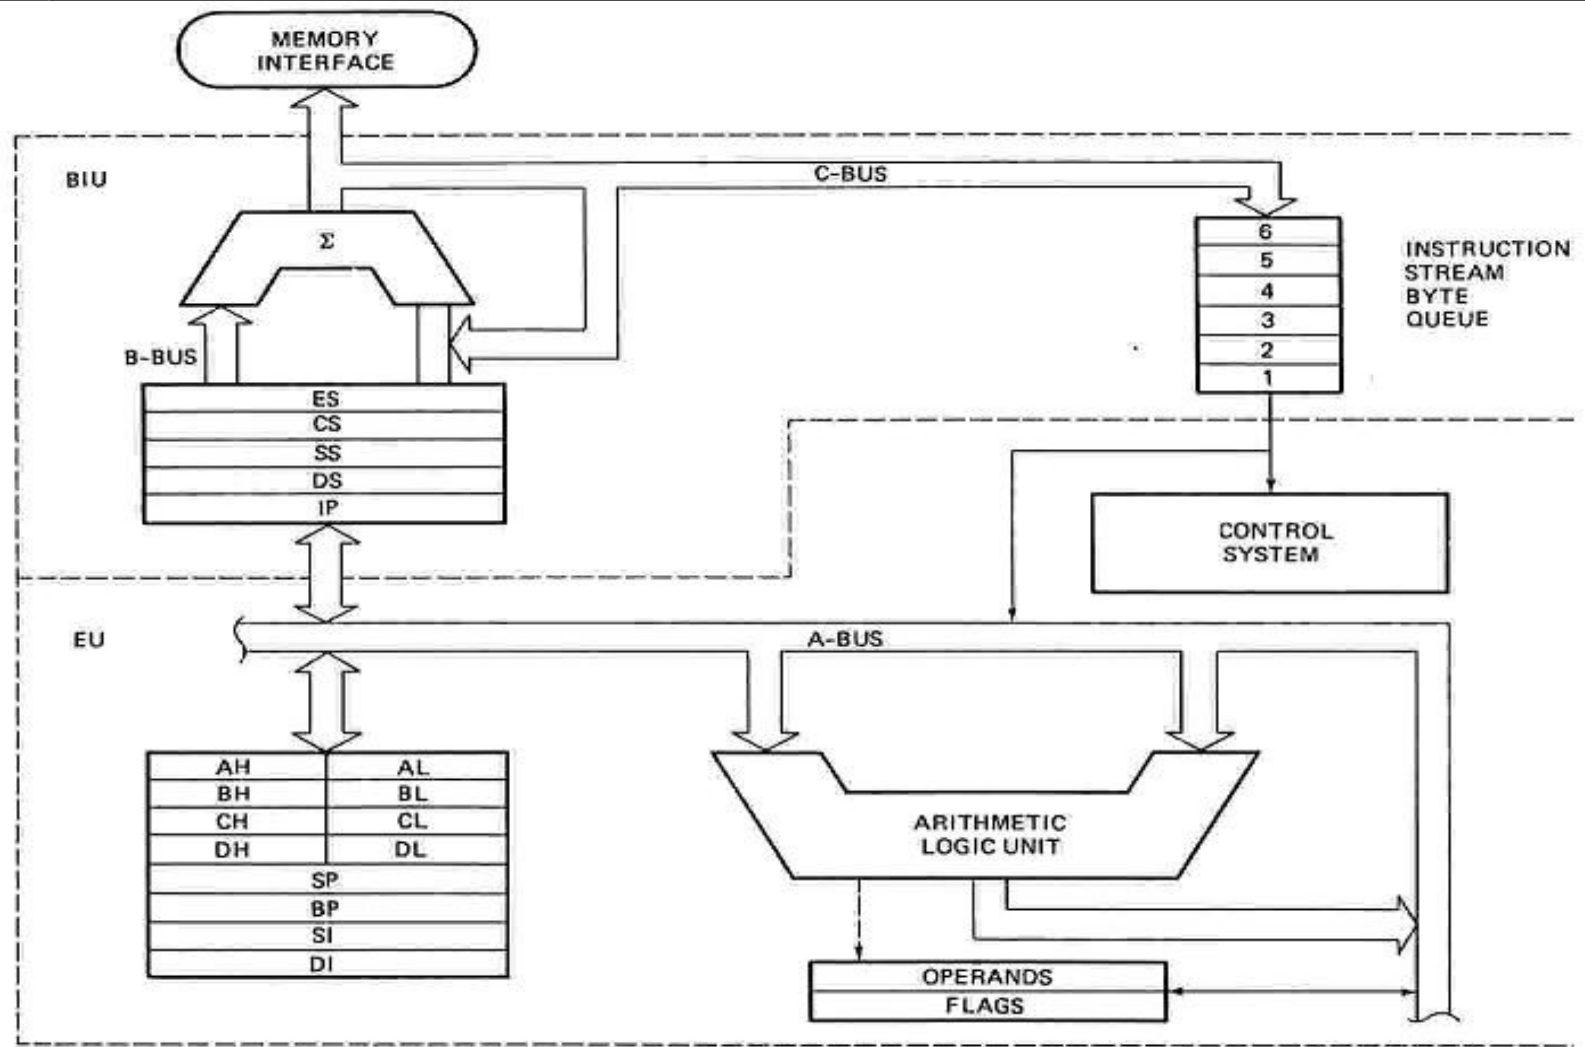 MEMORY
INTERFACE
BIU
C-BUS
Σ
B-BUS
6
5
4
3
2
1
INSTRUCTION
STREAM
BYTE
QUEUE
ES
CS
SS
DS
IP
CONTROL
SYSTEM
EU
A-BUS
AH AL
BH BL
CH CL
DH DL
SP
BP
SI
DI
ARITHMETIC
LOGIC UNIT
OPERANDS
FLAGS